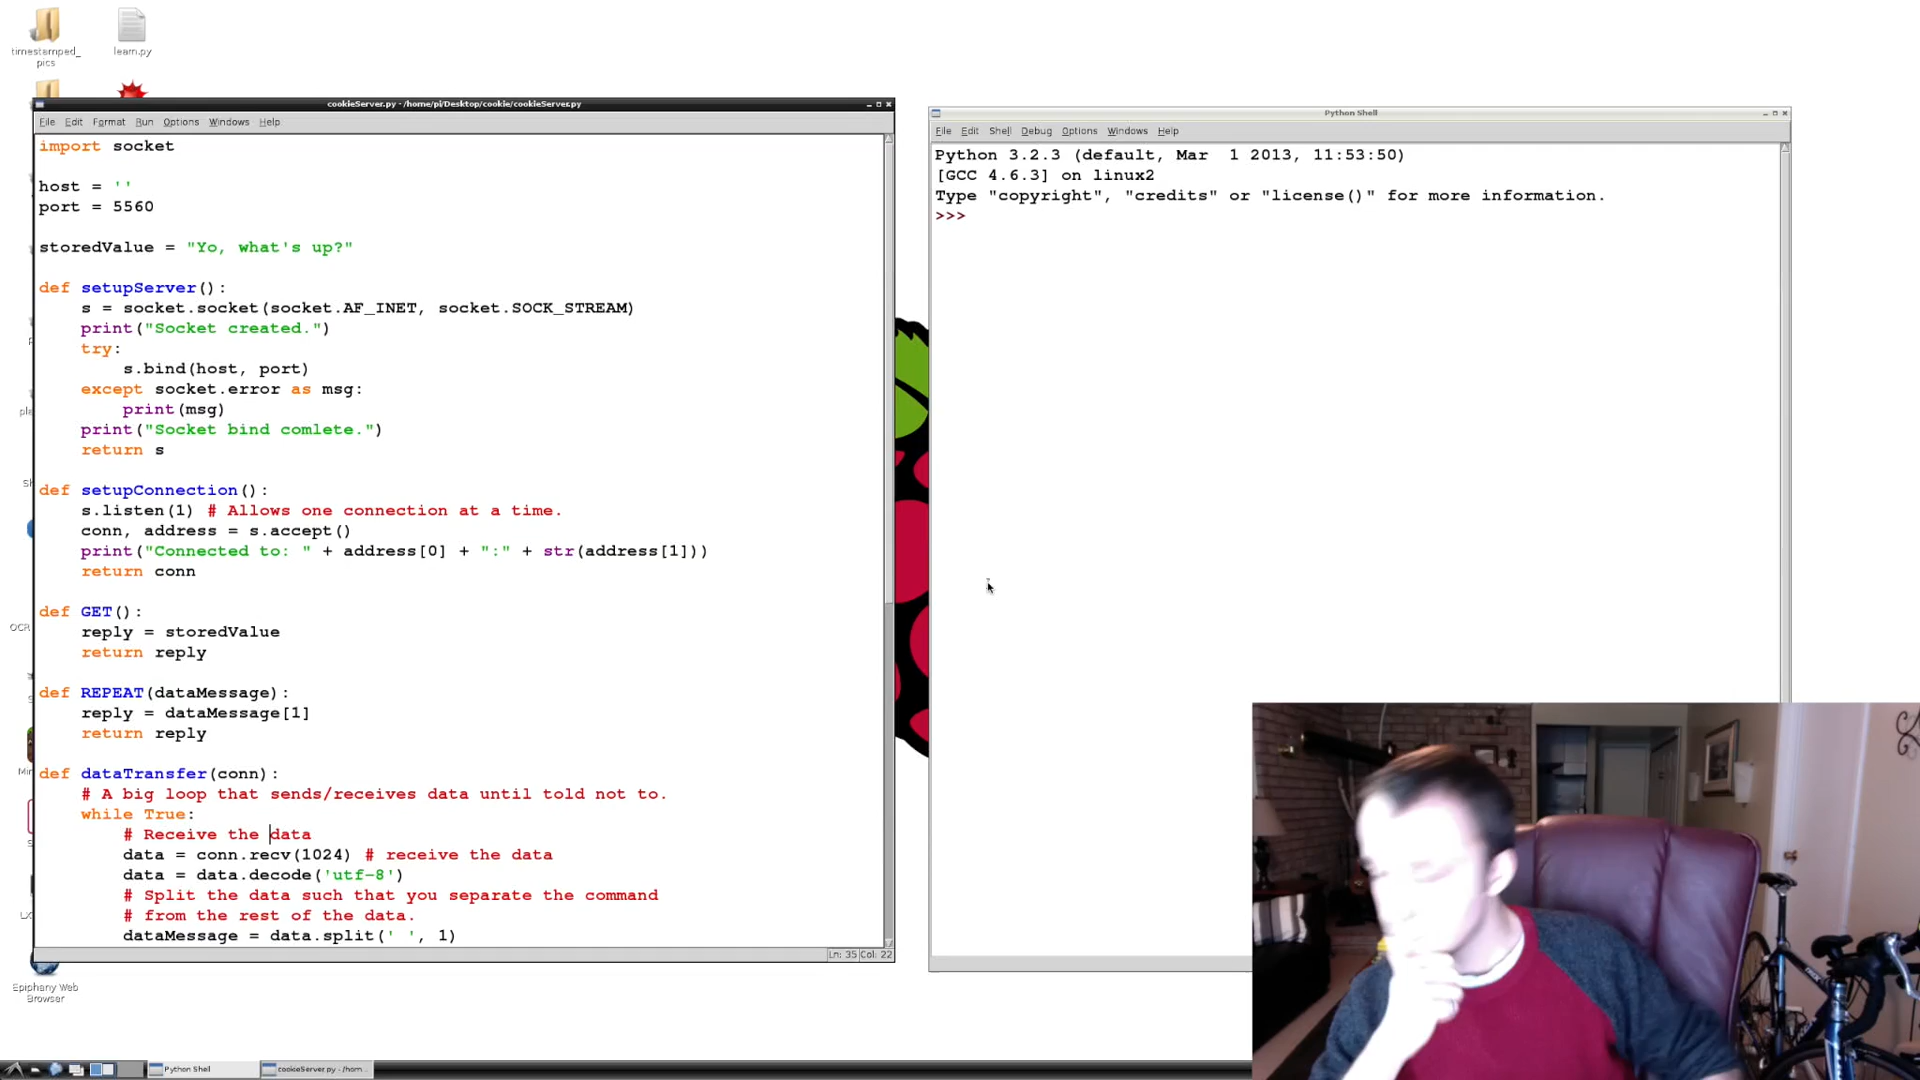 timestamped_
pics
learn.py
cookieServer.py - /home/pi/Desktop/cookie/cookieServer.py
File Edit Format Run Options Windows Help
import socket
host = ''
port = 5560
storedValue = "Yo, what's up?"
def setupServer():
s = socket.socket(socket.AF_INET, socket.SOCK_STREAM)
print("Socket created.")
try:
s.bind(host, port)
except socket.error as msg:
print(msg)
print("Socket bind comlete.")
return s
def setupConnection():
s.listen(1) # Allows one connection at a time.
conn, address = s.accept()
print("Connected to: " + address[0] + ":" + str(address[1]))
return conn
def GET():
reply = storedValue
return reply
def REPEAT(dataMessage):
reply = dataMessage[1]
return reply
def dataTransfer(conn):
# A big loop that sends/receives data until told not to.
while True:
# Receive the data
data = conn.recv(1024) # receive the data
data = data.decode('utf-8')
# Split the data such that you separate the command
# from the rest of the data.
dataMessage = data.split(' ', 1)
Ln: 35 Col: 22
Python Shell
File Edit Shell Debug Options Windows Help
Python 3.2.3 (default, Mar  1 2013, 11:53:50)
[GCC 4.6.3] on linux2
Type "copyright", "credits" or "license()" for more information.
>>>
OCR
Epiphany Web
Browser
Python Shell
cookieServer.py - /hom...